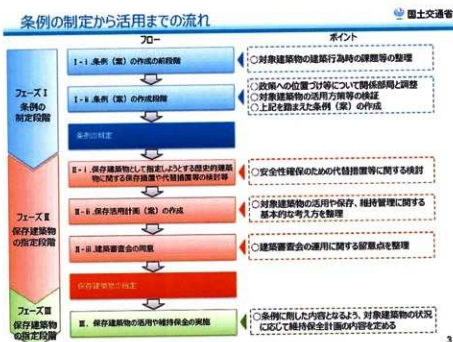 条例の制定から活用までの流れ
国土交通省
フロー
ポイント
フェーズⅠ
条例の
制定段階
Ⅰ-ⅰ.条例（案）の作成の前段階
○対象建築物の建築行為時の課題等の整理
Ⅰ-ⅱ.条例（案）の作成段階
○政策への位置づけ等について関係部局と調整
○対象建築物の活用方策等の検証
○上記を踏まえた条例（案）の作成
条例の制定
フェーズⅡ
保存建築物
の指定段階
Ⅱ-ⅰ.保存建築物として指定しようとする歴史的建築
物に関する保存措置や代替措置等の検討等
○安全性確保のための代替措置等に関する検討
Ⅱ-ⅱ.保存活用計画（案）の作成
○対象建築物の活用や保存、維持管理に関する
基本的な考え方を整理
Ⅱ-ⅲ.建築審査会の同意
○建築審査会の運用に関する留意点を整理
保存建築物の指定
フェーズⅢ
保存建築物
の指定段階
Ⅲ．保存建築物の活用や維持保全の実施
○条例に則した内容となるよう、対象建築物の状況
に応じて維持保全計画の内容を定める
3